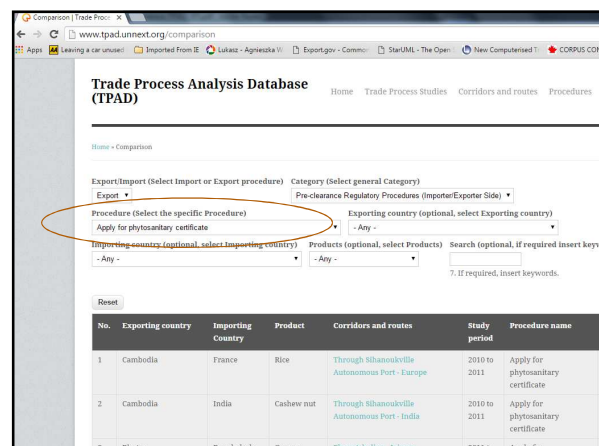 Comparison | Trade Proce
www.tpad.unnext.org/comparison
Apps Leaving a car unused Imported From IE Lukasz - Agnieszka W Export.gov - Common StarUML - The Open New Computerised T CORPUS CON
Trade Process Analysis Database (TPAD)
Home Trade Process Studies Corridors and routes Procedures
Home » Comparison
Export/Import (Select Import or Export procedure) Category (Select general Category)
Export Pre-clearance Regulatory Procedures (Importer/Exporter Side)
Procedure (Select the specific Procedure) Exporting country (optional, select Exporting country)
Apply for phytosanitary certificate - Any -
Importing country (optional, select Importing country) Products (optional, select Products) Search (optional, if required insert keyw
- Any - - Any -
7. If required, insert keywords.
Reset
No. Exporting country Importing Country Product Corridors and routes Study period Procedure name
1 Cambodia France Rice Through Sihanoukville Autonomous Port - Europe 2010 to 2011 Apply for phytosanitary certificate
2 Cambodia India Cashew nut Through Sihanoukville Autonomous Port - India 2010 to 2011 Apply for phytosanitary certificate